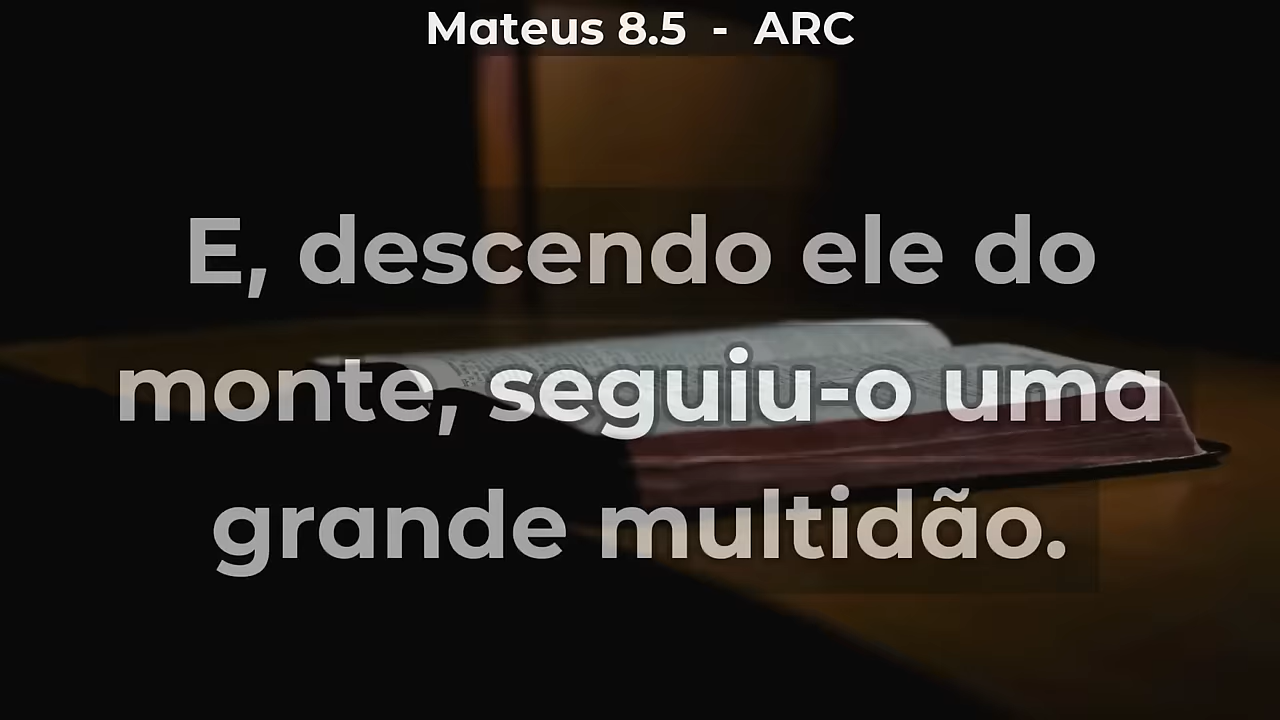 Mateus 8.5 - ARC
E, descendo ele do
monte, seguiu-o uma
grande multidão.